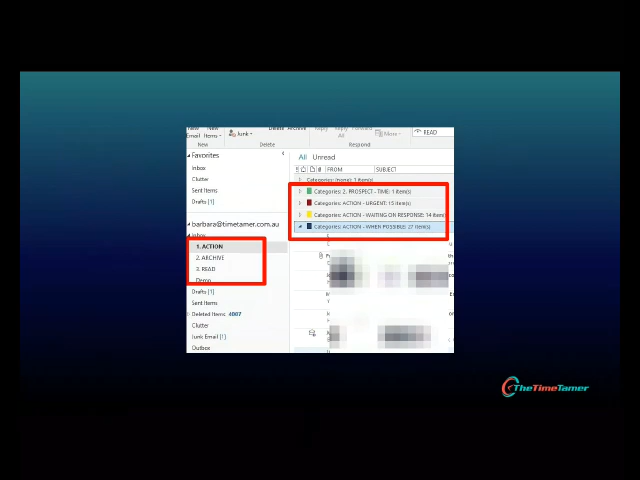 New Email
New Items
Junk
Delete
Archive
Reply
Reply All
Forward
More
READ
New
Delete
Respond
Favorites
Inbox
Clutter
Sent Items
Drafts [1]
barbara@timetamer.com.au
Inbox
1. ACTION
2. ARCHIVE
3. READ
Demo
Drafts [1]
Sent Items
Deleted Items 4007
Clutter
Junk Email [1]
Outbox
All Unread
FROM SUBJECT
Categories: (none): 1 item(s)
Categories: 2. PROSPECT - TIME: 1 item(s)
Categories: ACTION - URGENT: 15 item(s)
Categories: ACTION - WAITING ON RESPONSE: 14 item(s)
Categories: ACTION - WHEN POSSIBLE: 27 item(s)
TheTimeTamer